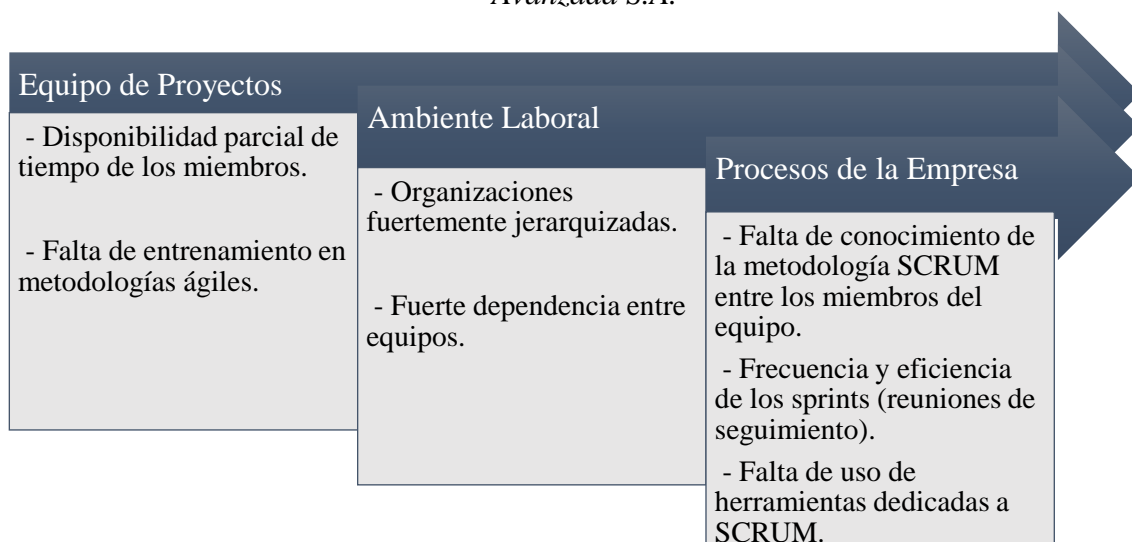 Avanzada S.A.
Equipo de Proyectos
- Disponibilidad parcial de
tiempo de los miembros.
- Falta de entrenamiento en
metodologías ágiles.
Ambiente Laboral
- Organizaciones
fuertemente jerarquizadas.
- Fuerte dependencia entre
equipos.
Procesos de la Empresa
- Falta de conocimiento de
la metodología SCRUM
entre los miembros del
equipo.
- Frecuencia y eficiencia
de los sprints (reuniones de
seguimiento).
- Falta de uso de
herramientas dedicadas a
SCRUM.